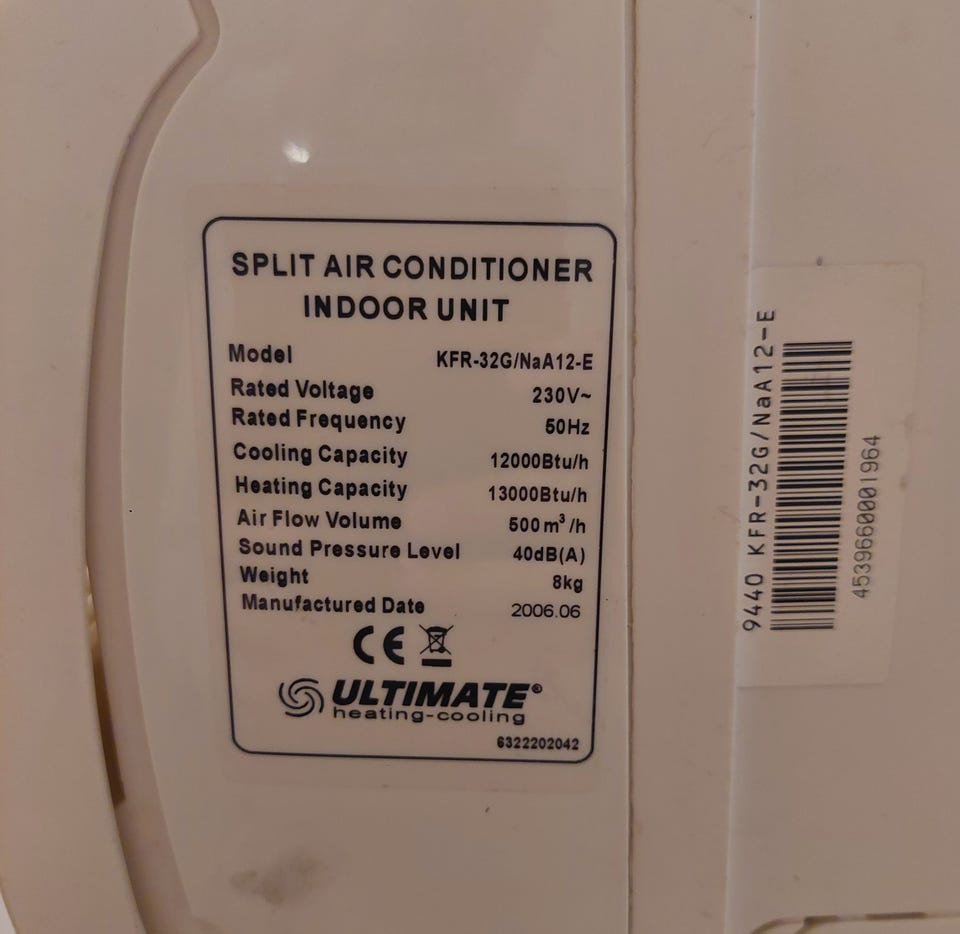 SPLIT AIR CONDITIONER
INDOOR UNIT
Model KFR-32G/NaA12-E
Rated Voltage 230V~
Rated Frequency 50Hz
Cooling Capacity 12000Btu/h
Heating Capacity 13000Btu/h
Air Flow Volume 500m³/h
Sound Pressure Level 40dB(A)
Weight 8kg
Manufactured Date 2006.06
CE
ULTIMATE®
heating-cooling
6322202042
9440 KFR-32G/NaA12-E
4539660001964